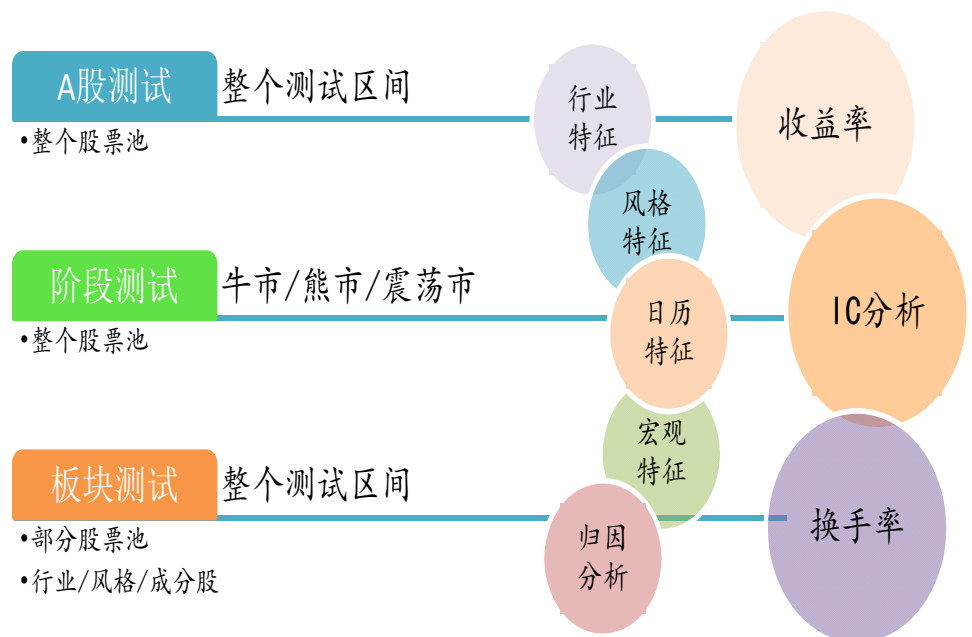 A股测试
整个测试区间
•整个股票池
阶段测试
牛市/熊市/震荡市
•整个股票池
板块测试
整个测试区间
•部分股票池
•行业/风格/成分股
行业
特征
风格
特征
日历
特征
宏观
特征
归因
分析
收益率
IC分析
换手率